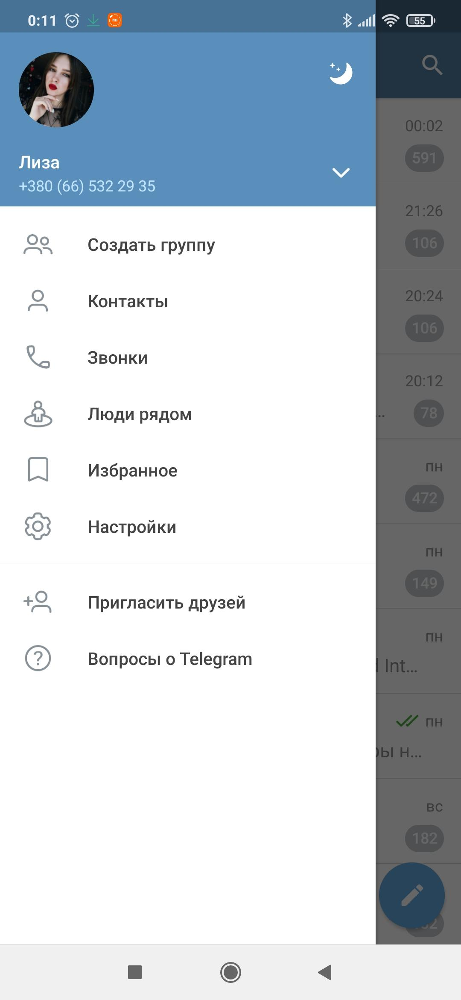 0:11
55
Лиза
+380 (66) 532 29 35
00:02
591
Создать группу
21:26
106
Контакты
20:24
106
Звонки
20:12
Люди рядом
...
78
Избранное
пн
472
Настройки
пн
149
Пригласить друзей
пн
Вопросы о Telegram
Int...
пн
ры н...
вс
182